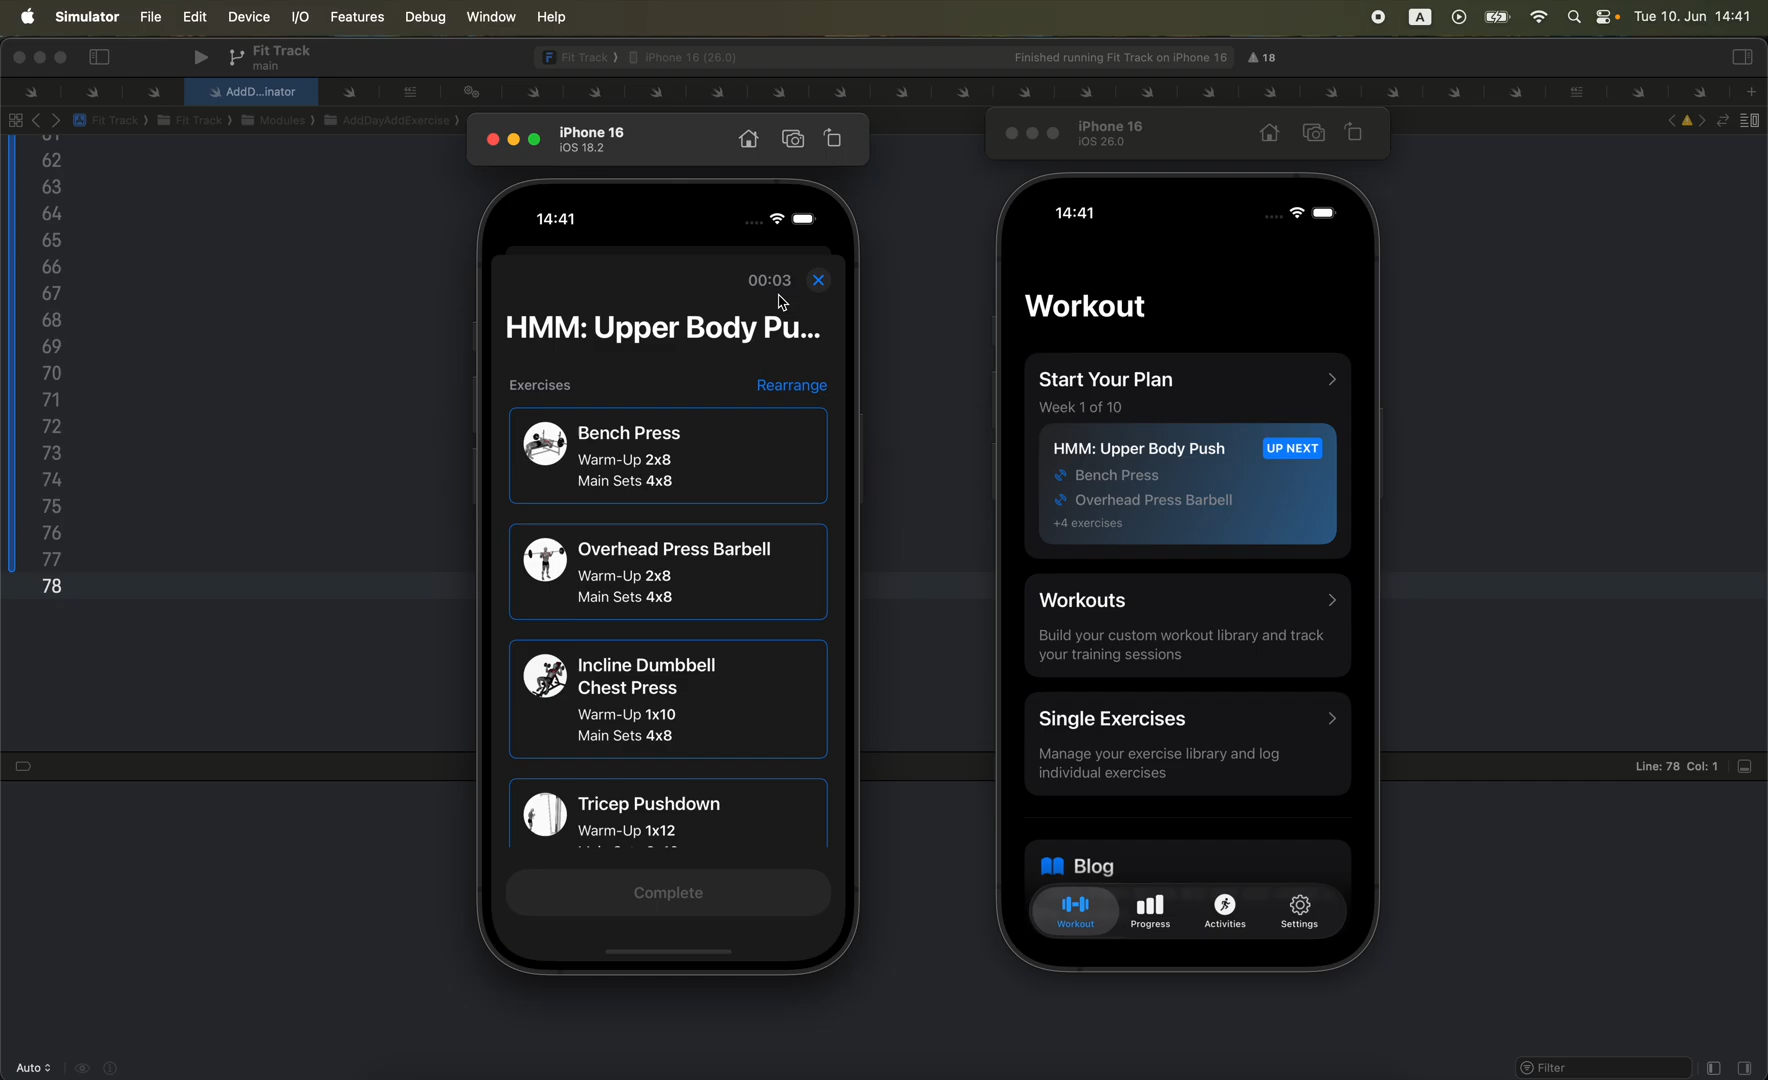 Simulator File Edit Device I/O Features Debug Window Help
A
Tue 10. Jun 14:41
Fit Track
main
Fit Track iPhone 16 (26.0)
Finished running Fit Track on iPhone 16
18
AddD...inator
Fit Track Fit Track Modules AddDayAddExercise
62
63
64
65
66
67
68
69
70
71
72
73
74
75
76
77
78
iPhone 16
iOS 18.2
14:41
00:03
HMM: Upper Body Pu...
Exercises
Rearrange
Bench Press
Warm-Up 2x8
Main Sets 4x8
Overhead Press Barbell
Warm-Up 2x8
Main Sets 4x8
Incline Dumbbell
Chest Press
Warm-Up 1x10
Main Sets 4x8
Tricep Pushdown
Warm-Up 1x12
Complete
iPhone 16
iOS 26.0
14:41
Workout
Start Your Plan
Week 1 of 10
HMM: Upper Body Push
UP NEXT
Bench Press
Overhead Press Barbell
+4 exercises
Workouts
Build your custom workout library and track
your training sessions
Single Exercises
Manage your exercise library and log
individual exercises
Blog
Workout Progress Activities Settings
Line: 78 Col: 1
Auto
Filter